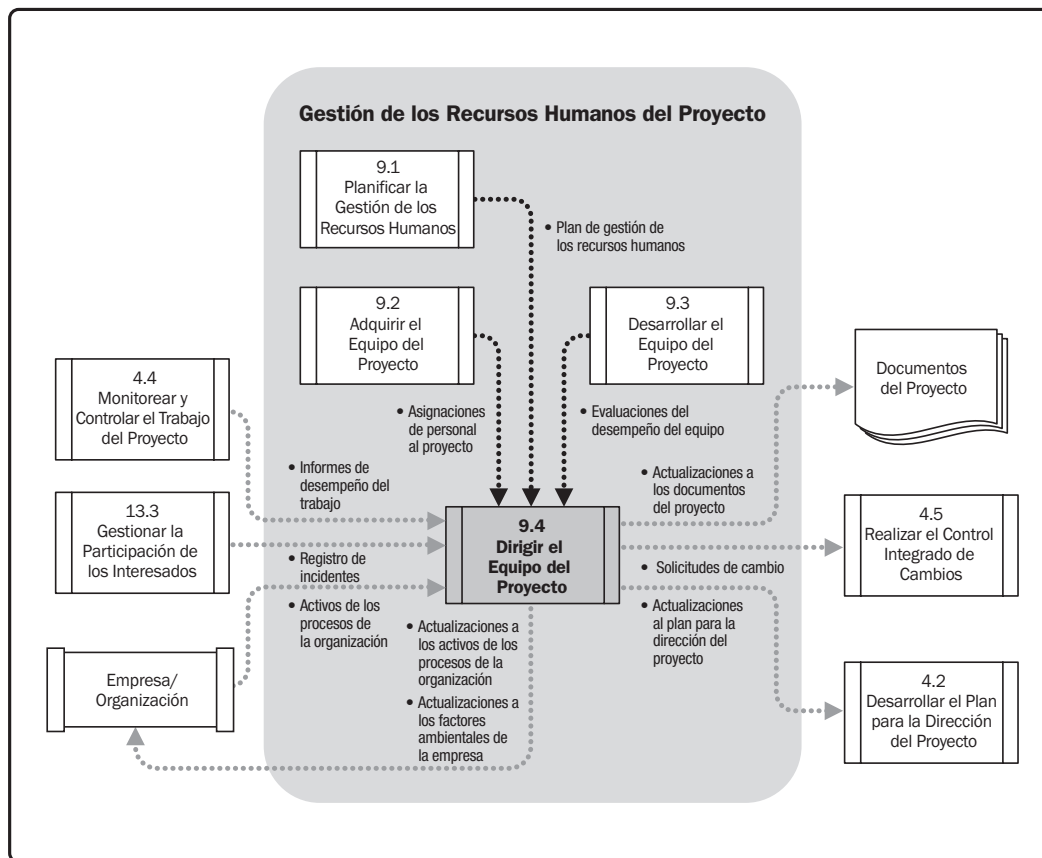 Gestión de los Recursos Humanos del Proyecto
9.1
Planificar la
Gestión de los
Recursos Humanos
• Plan de gestión de
los recursos humanos
9.2
Adquirir el
Equipo del
Proyecto
9.3
Desarrollar el
Equipo del
Proyecto
Documentos
del Proyecto
4.4
Monitorear y
Controlar el Trabajo
del Proyecto
• Asignaciones
de personal
al proyecto
• Evaluaciones del
desempeño del equipo
• Informes de
desempeño del
trabajo
• Actualizaciones a
los documentos
del proyecto
13.3
Gestionar la
Participación de
los Interesados
9.4
Dirigir el
Equipo del
Proyecto
4.5
Realizar el Control
Integrado de
Cambios
• Registro de
incidentes
• Solicitudes de cambio
• Activos de los
procesos de
la organización
• Actualizaciones a
los activos de los
procesos de la
organización
• Actualizaciones
al plan para la
dirección del
proyecto
Empresa/
Organización
• Actualizaciones a
los factores
ambientales de
la empresa
4.2
Desarrollar el Plan
para la Dirección
del Proyecto